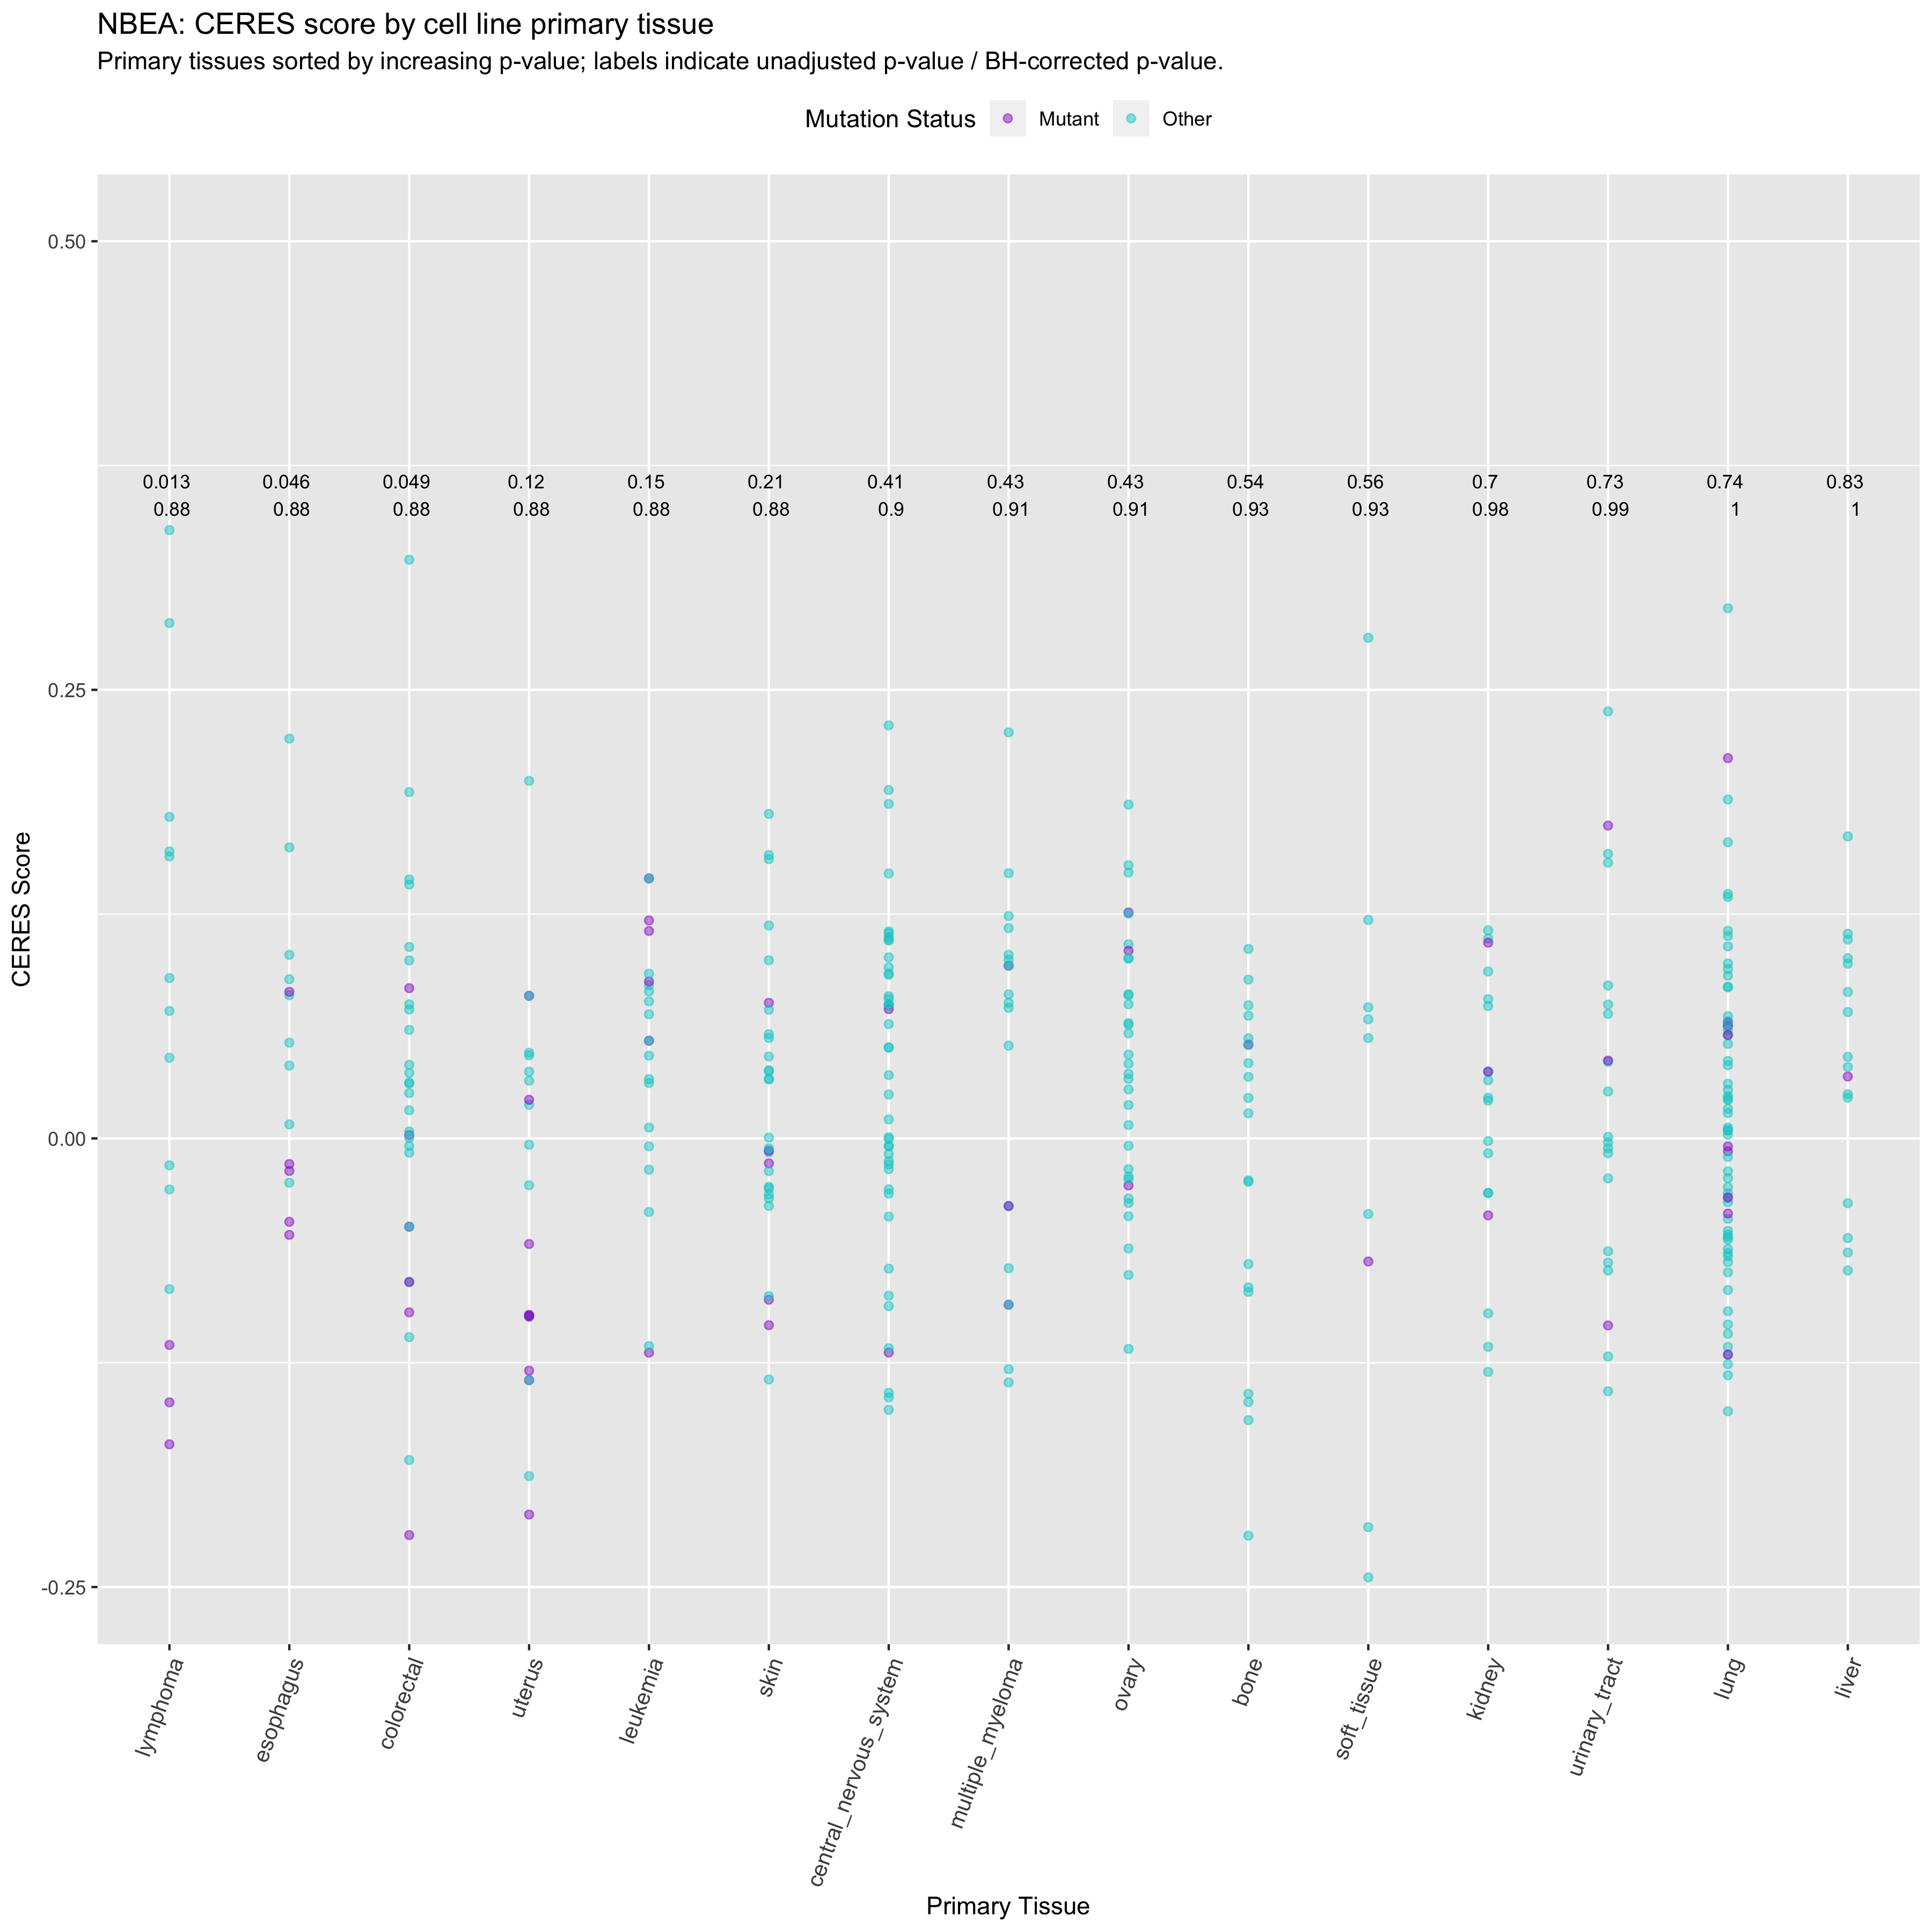 NBEA: CERES score by cell line primary tissue
Primary tissues sorted by increasing p-value; labels indicate unadjusted p-value / BH-corrected p-value.
Mutation Status Mutant Other
0.50
0.013 0.046 0.049 0.12 0.15 0.21 0.41 0.43 0.43 0.54 0.56 0.7 0.73 0.74 0.83
0.88 0.88 0.88 0.88 0.88 0.88 0.9 0.91 0.91 0.93 0.93 0.98 0.99 1 1
0.25
CERES Score
0.00
-0.25
lymphoma esophagus colorectal uterus leukemia skin central_nervous_system multiple_myeloma ovary bone soft_tissue kidney urinary_tract lung liver
Primary Tissue